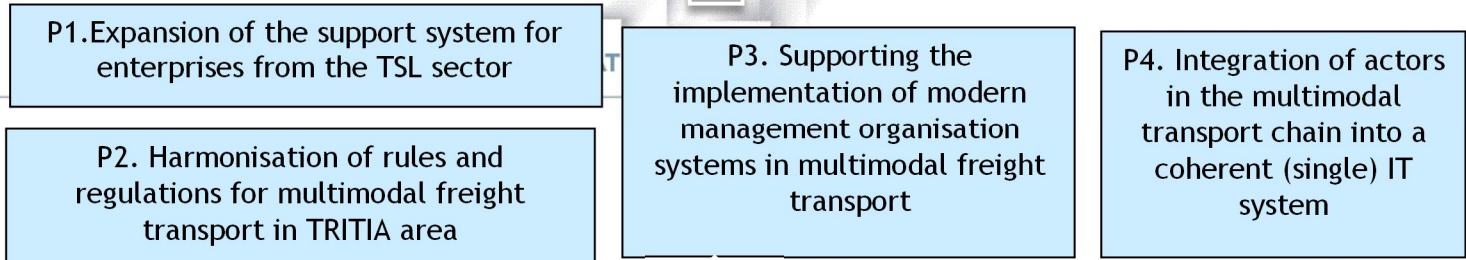 P1.Expansion of the support system for
enterprises from the TSL sector
P2. Harmonisation of rules and
regulations for multimodal freight
transport in TRITIA area
AT
P3. Supporting the
implementation of modern
management organisation
systems in multimodal freight
transport
P4. Integration of actors
in the multimodal
transport chain into a
coherent (single) IT
system